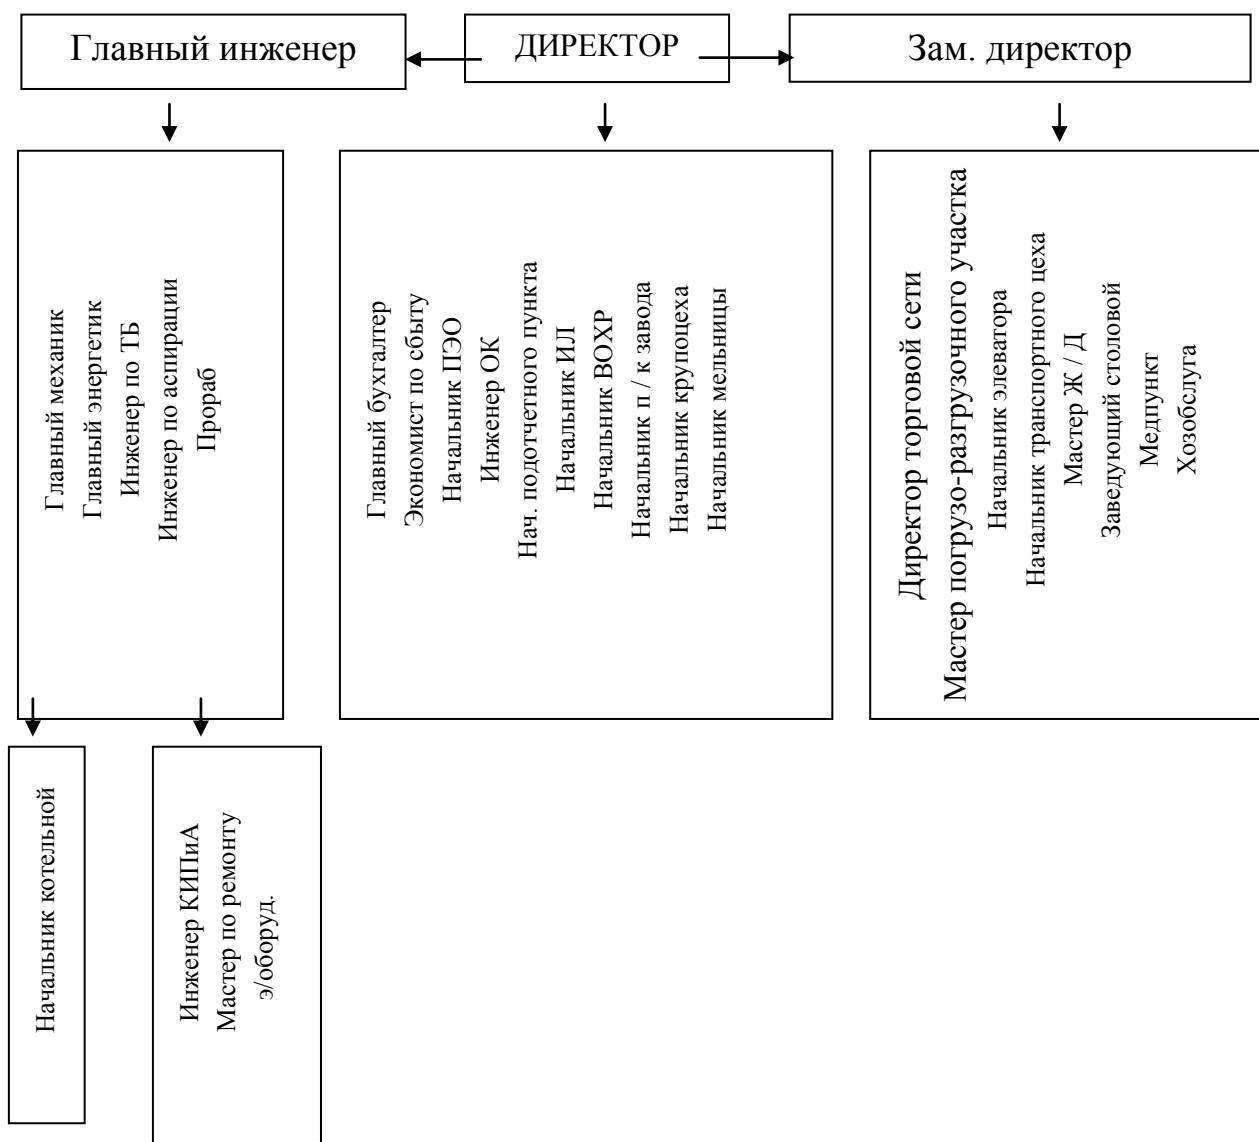 Главный инженер
ДИРЕКТОР
Зам. директор
Главный механик
Главный энергетик
Инженер по ТБ
Инженер по аспирации
Прораб
Главный бухгалтер
Экономист по сбыту
Начальник ПЭО
Инженер ОК
Нач. подотчетного пункта
Начальник ИЛ
Начальник ВОХР
Начальник п / к завода
Начальник крупоцеха
Начальник мельницы
Директор торговой сети
Мастер погрузо-разгрузочного участка
Начальник элеватора
Начальник транспортного цеха
Мастер Ж / Д
Заведующий столовой
Медпункт
Хозобслуга
Начальник котельной
Инженер КИПиА
Мастер по ремонту
э/оборуд.